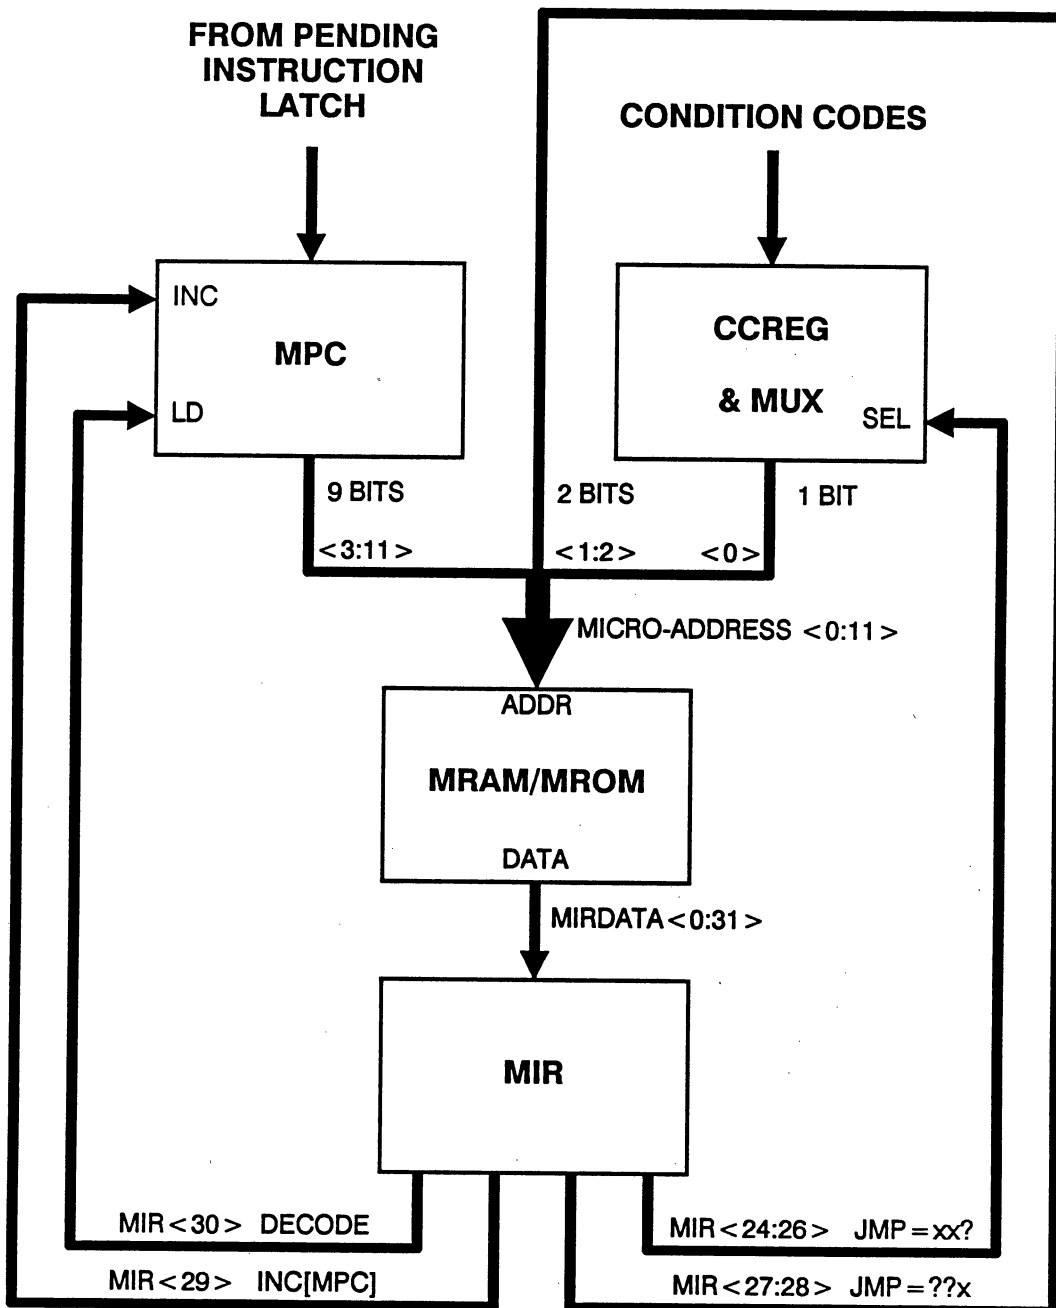 FROM PENDING
INSTRUCTION
LATCH
CONDITION CODES
INC
MPC
LD
CCREG
& MUX
SEL
9 BITS
2 BITS
1 BIT
<3:11>
<1:2>
<0>
MICRO-ADDRESS <0:11>
ADDR
MRAM/MROM
DATA
MIRDATA<0:31>
MIR
MIR<30> DECODE
MIR<24:26> JMP=xx?
MIR<29> INC[MPC]
MIR<27:28> JMP=??x